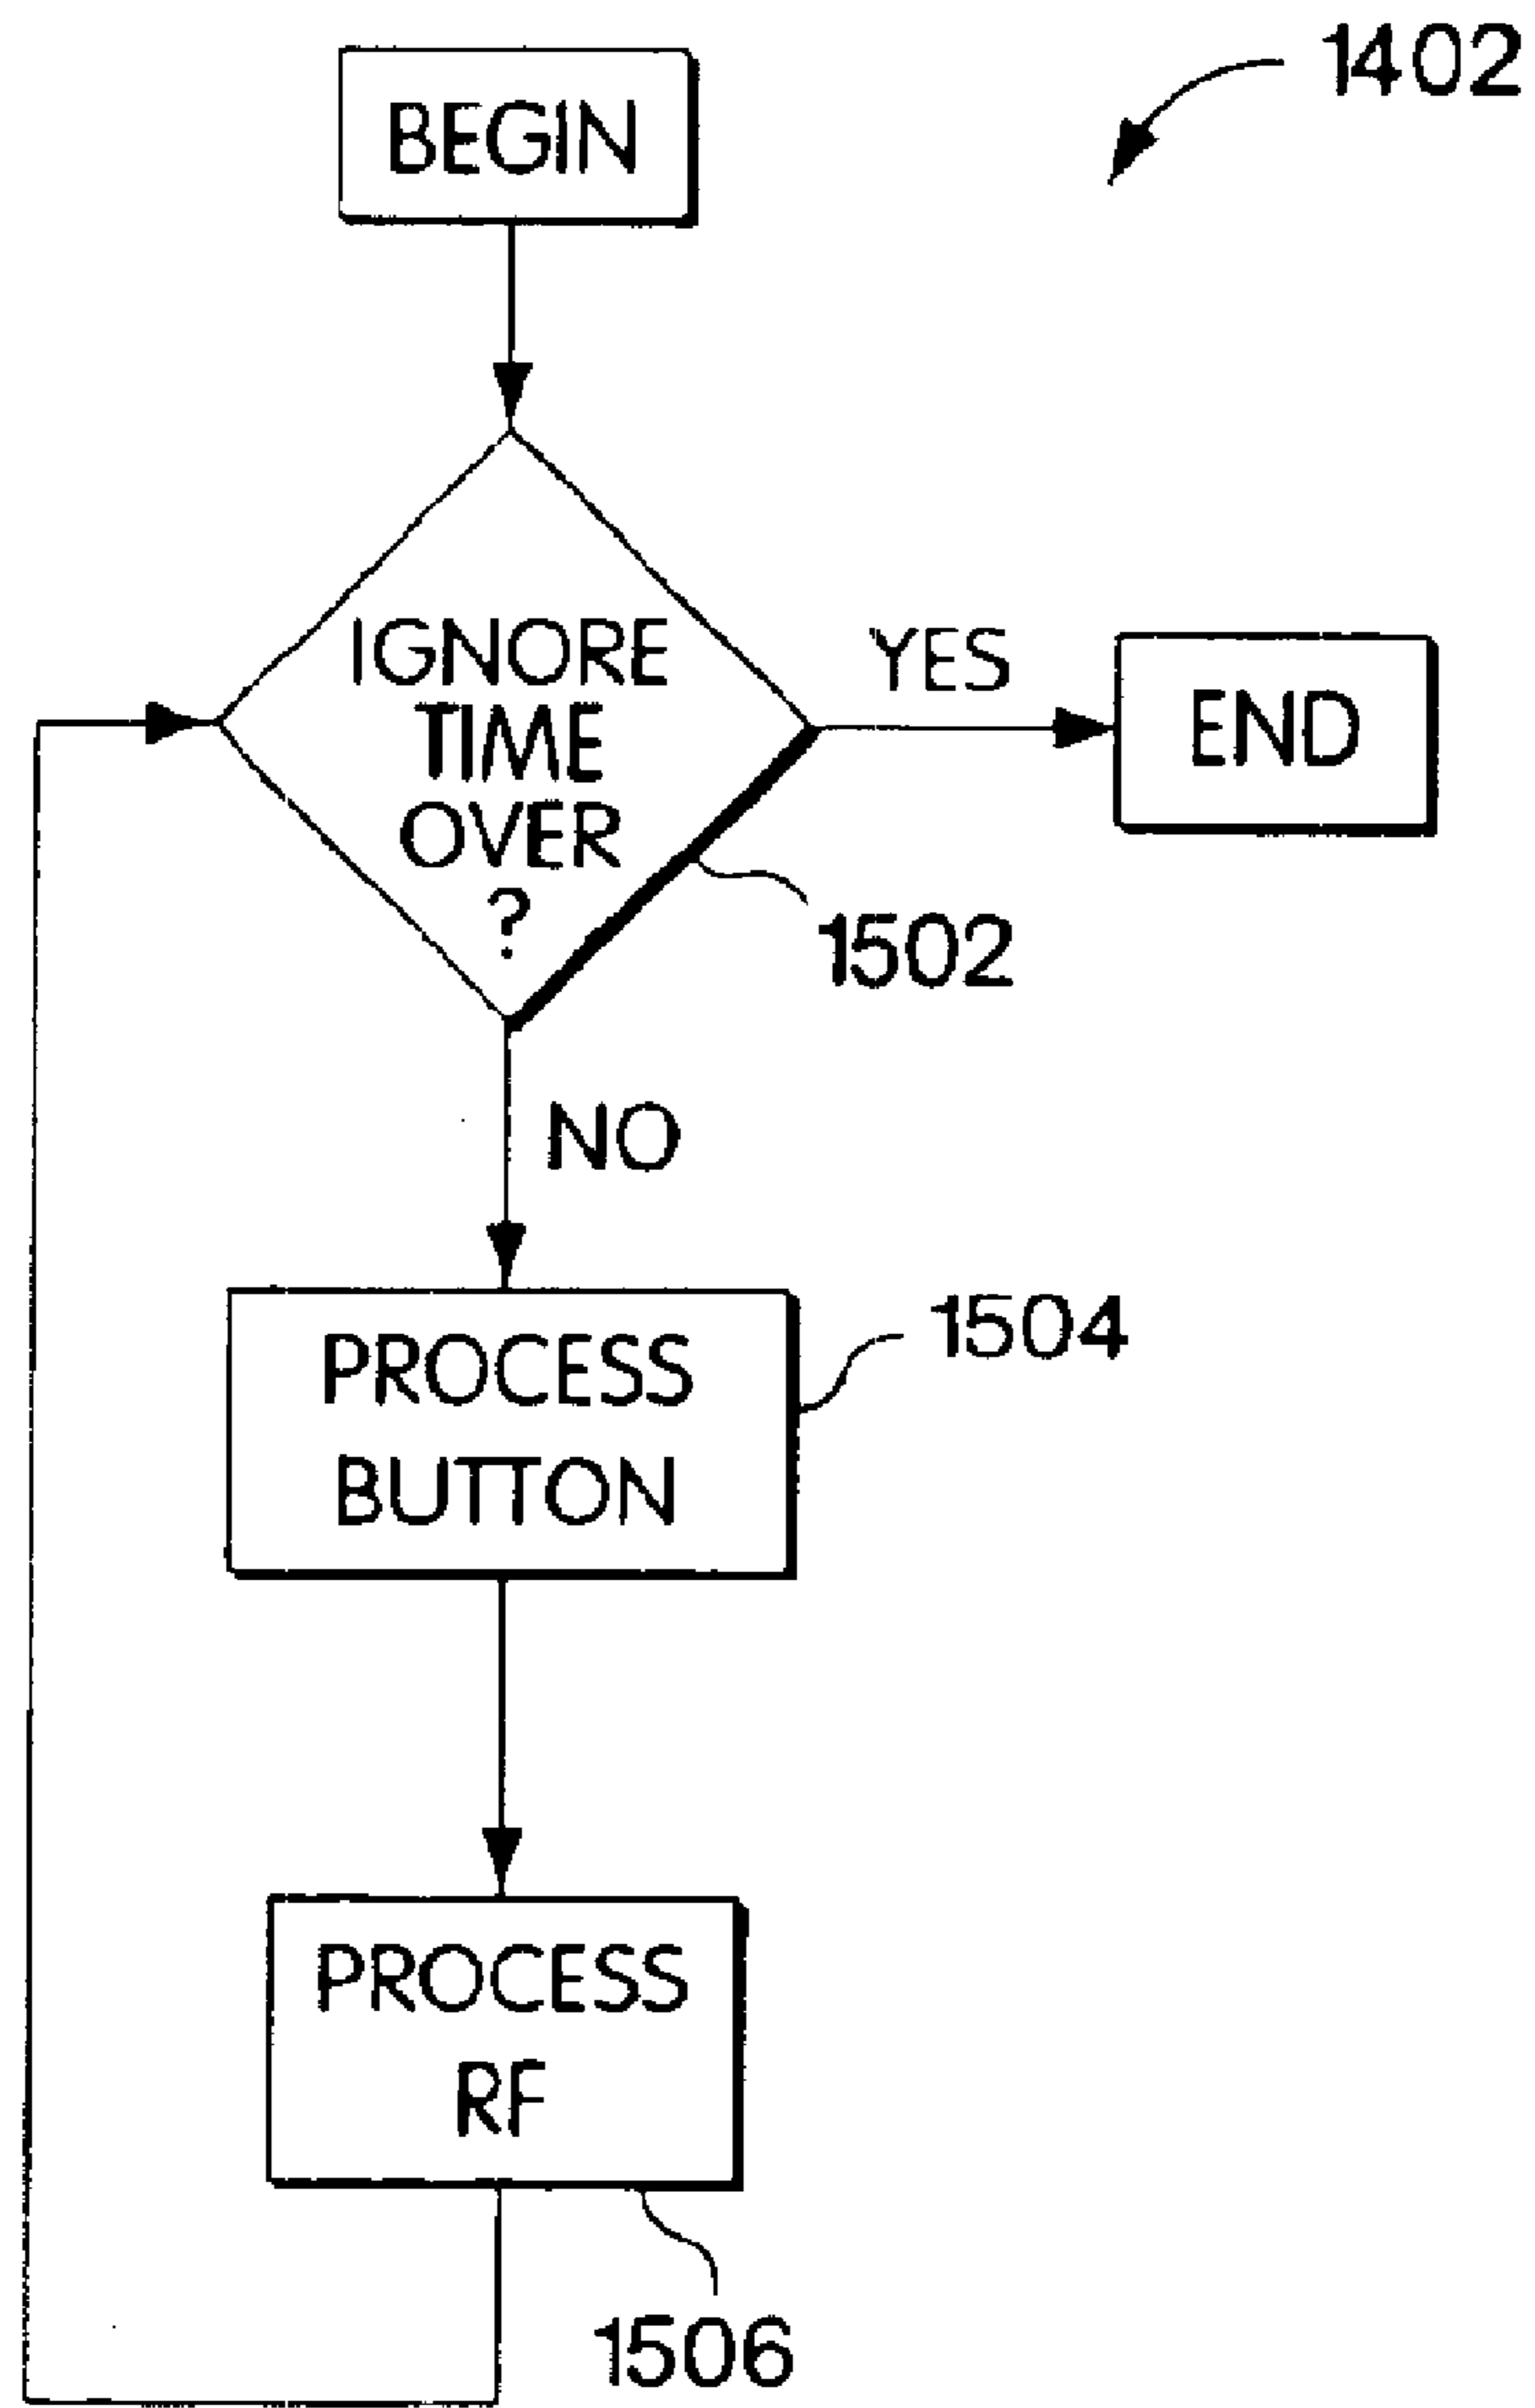 1402
BEGIN
IGNORE
TIME
OVER
?
YES
END
1502
NO
PROCESS
BUTTON
1504
PROCESS
RF
1506